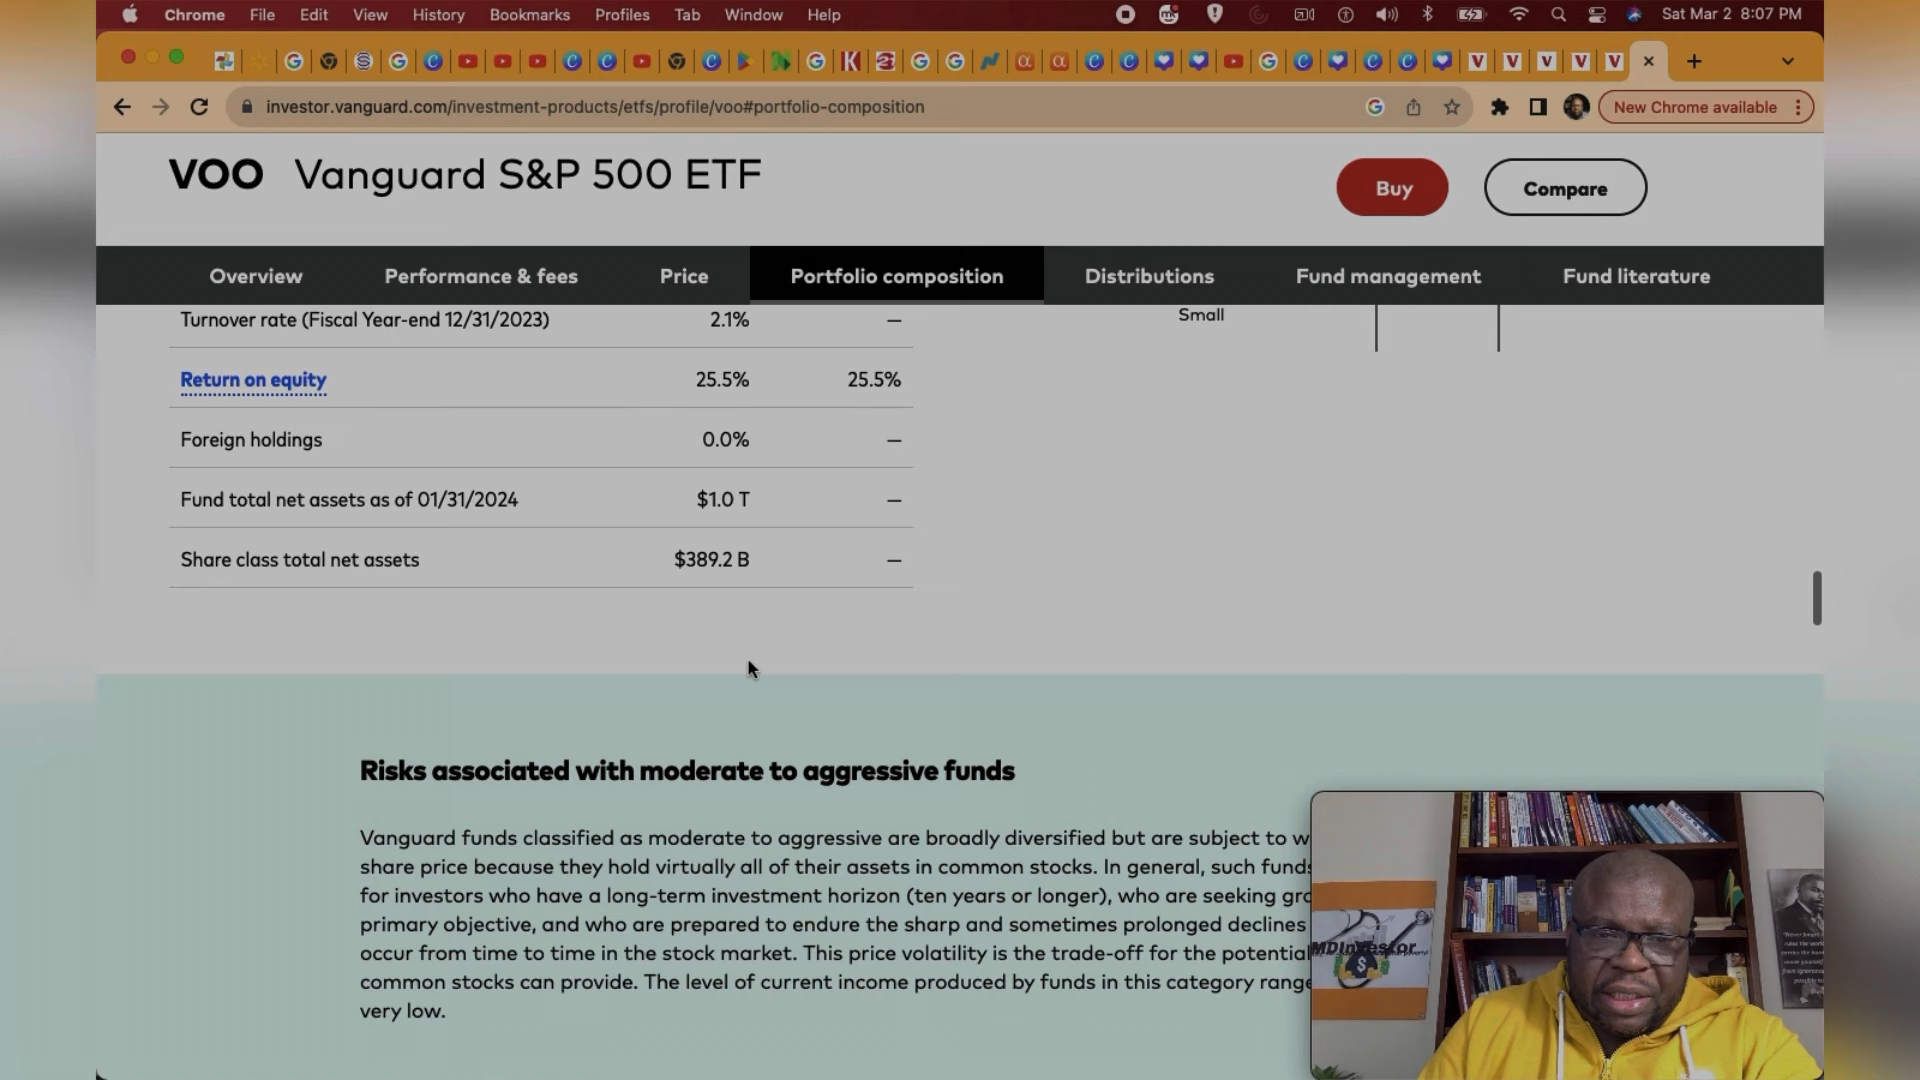 Chrome File Edit View History Bookmarks Profiles Tab Window Help Sat Mar 2 8:07 PM
investor.vanguard.com/investment-products/etfs/profile/voo#portfolio-composition New Chrome available
VOO Vanguard S&P 500 ETF
Buy Compare
Overview Performance & fees Price Portfolio composition Distributions Fund management Fund literature
Turnover rate (Fiscal Year-end 12/31/2023) 2.1% —
Small
Return on equity 25.5% 25.5%
Foreign holdings 0.0% —
Fund total net assets as of 01/31/2024 $1.0 T —
Share class total net assets $389.2 B —
Risks associated with moderate to aggressive funds
Vanguard funds classified as moderate to aggressive are broadly diversified but are subject to w
share price because they hold virtually all of their assets in common stocks. In general, such funds
for investors who have a long-term investment horizon (ten years or longer), who are seeking gro
primary objective, and who are prepared to endure the sharp and sometimes prolonged declines
occur from time to time in the stock market. This price volatility is the trade-off for the potential
common stocks can provide. The level of current income produced by funds in this category range
very low.
MDInvestor